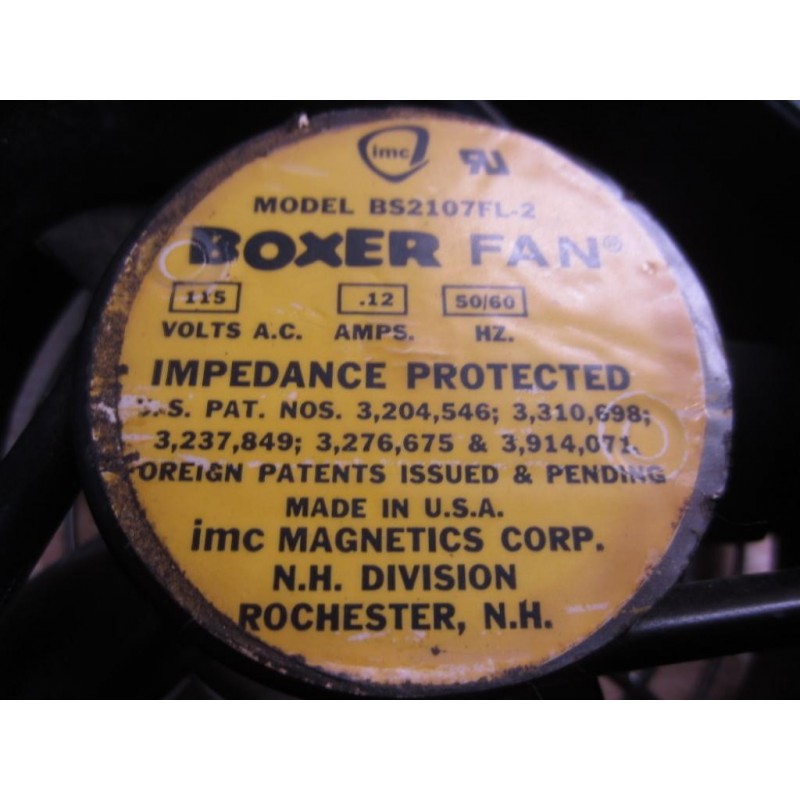 imc
MODEL BS2107FL-2
BOXER FAN®
115 .12 50/60
VOLTS A.C. AMPS. HZ.
IMPEDANCE PROTECTED
.S. PAT. NOS. 3,204,546; 3,310,698;
3,237,849; 3,276,675 & 3,914,071.
OREIGN PATENTS ISSUED & PENDING
MADE IN U.S.A.
imc MAGNETICS CORP.
N.H. DIVISION
ROCHESTER, N.H.